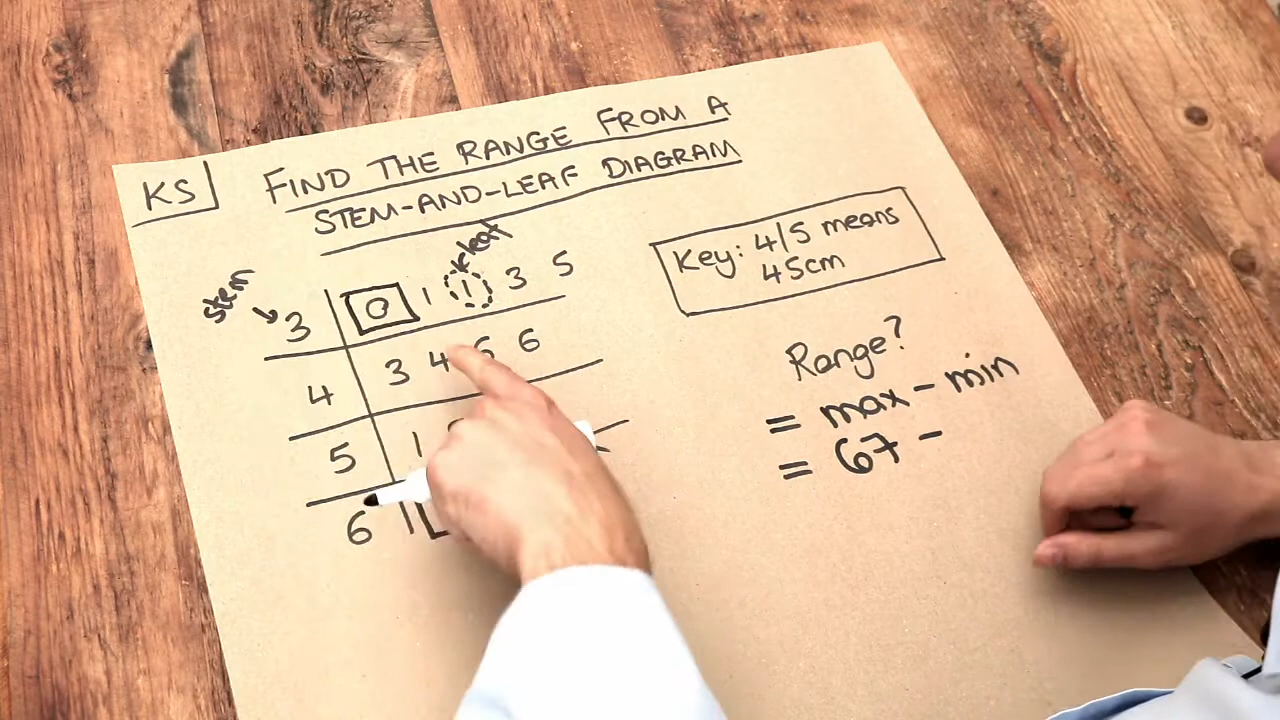 KS
FIND THE RANGE FROM A
STEM-AND-LEAF DIAGRAM
stem
leaf
3 0 1 1 3 5
4 3 4 6 6
5 1
6
Key: 4/5 means
45cm
Range?
= max - min
= 67 -